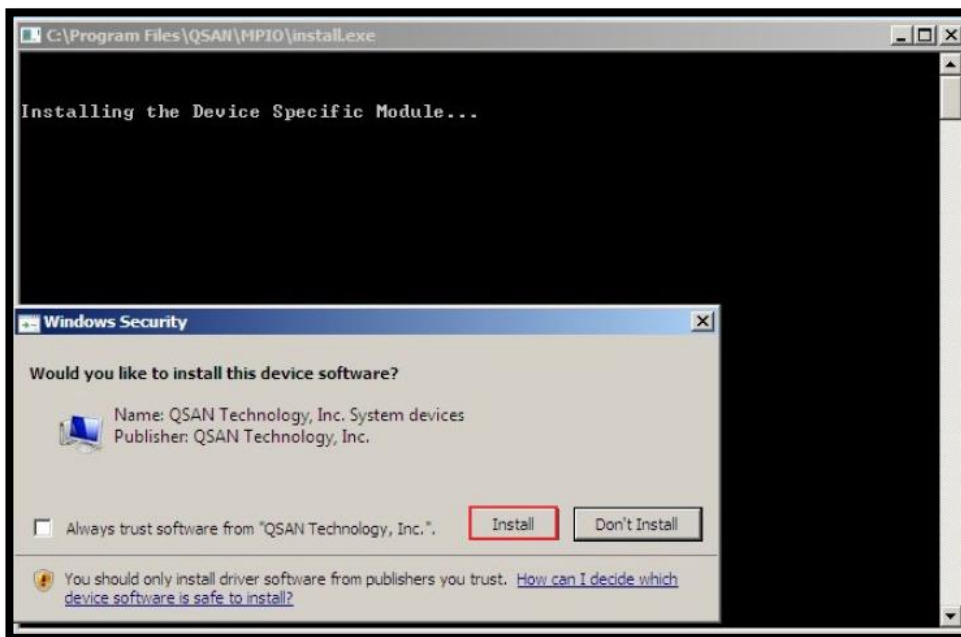 C:\Program Files\QSAN\MPIO\install.exe
Installing the Device Specific Module...
Windows Security
Would you like to install this device software?
Name: QSAN Technology, Inc. System devices
Publisher: QSAN Technology, Inc.
Always trust software from "QSAN Technology, Inc.".
Install
Don't Install
You should only install driver software from publishers you trust. How can I decide which
device software is safe to install?